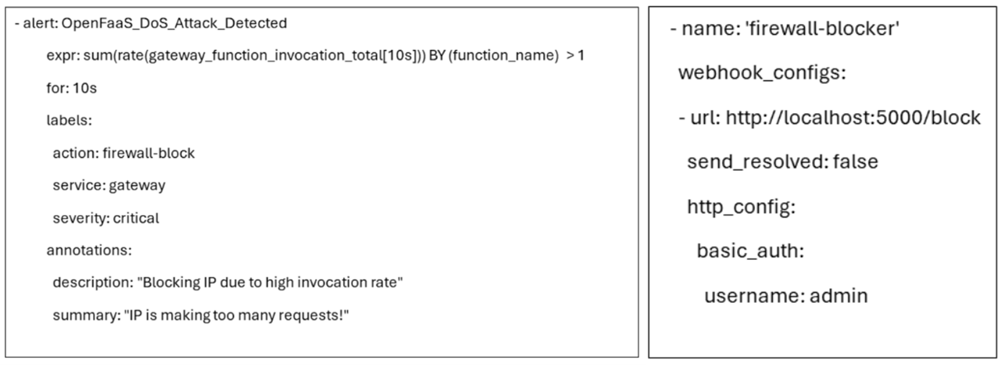 - alert: OpenFaaS_DoS_Attack_Detected
expr: sum(rate(gateway_function_invocation_total[10s])) BY (function_name) > 1
for: 10s
labels:
action: firewall-block
service: gateway
severity: critical
annotations:
description: "Blocking IP due to high invocation rate"
summary: "IP is making too many requests!"
- name: 'firewall-blocker'
webhook_configs:
- url: http://localhost:5000/block
send_resolved: false
http_config:
basic_auth:
username: admin